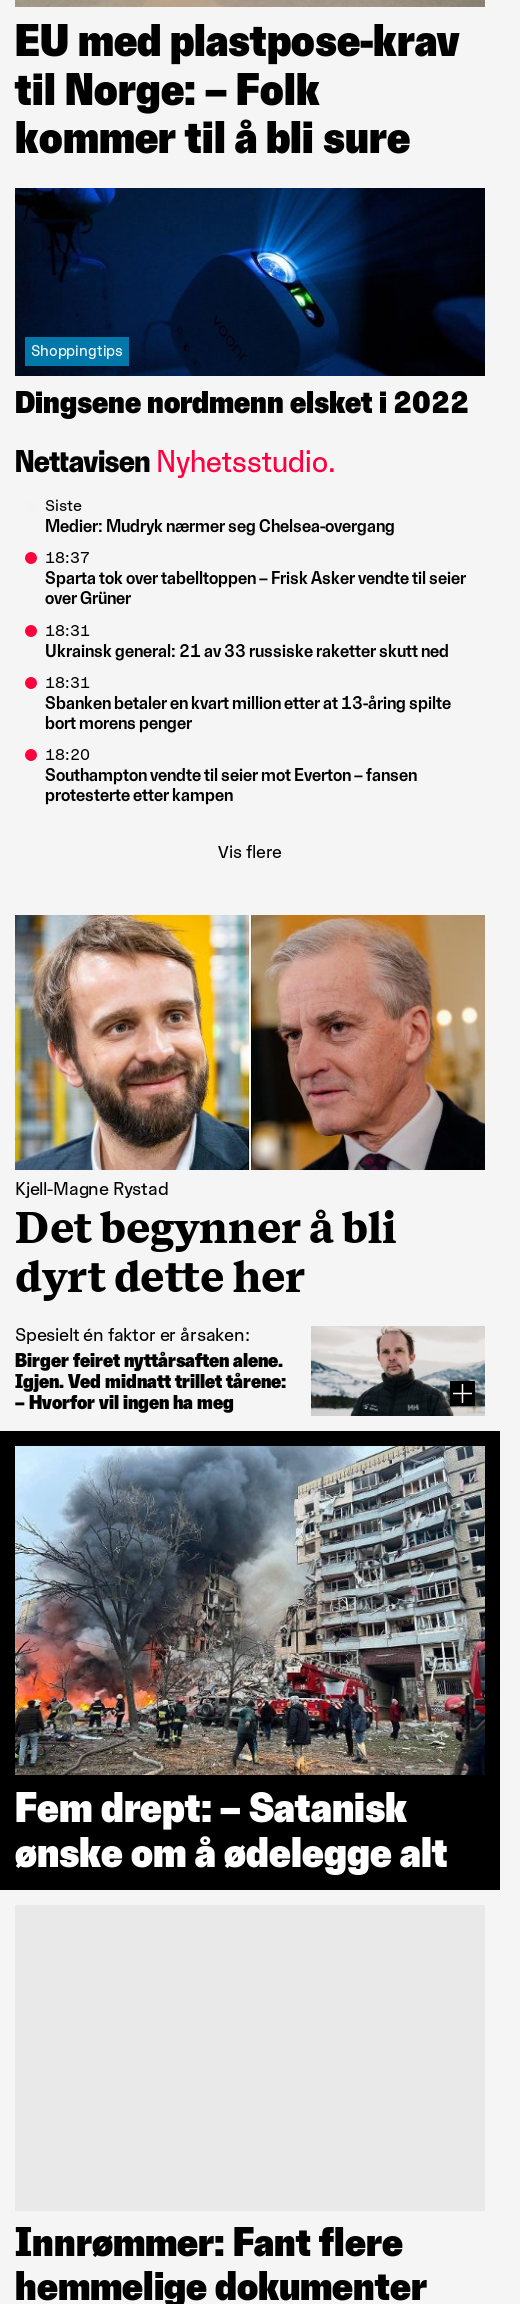 EU med plastpose-krav
til Norge: – Folk
kommer til å bli sure
Shoppingtips
Dingsene nordmenn elsket i 2022
Nettavisen Nyhetsstudio.
Siste
Medier: Mudryk nærmer seg Chelsea-overgang
18:37
Sparta tok over tabelltoppen – Frisk Asker vendte til seier
over Grüner
18:31
Ukrainsk general: 21 av 33 russiske raketter skutt ned
18:31
Sbanken betaler en kvart million etter at 13-åring spilte
bort morens penger
18:20
Southampton vendte til seier mot Everton – fansen
protesterte etter kampen
Vis flere
Kjell-Magne Rystad
Det begynner å bli
dyrt dette her
Spesielt én faktor er årsaken:
Birger feiret nyttårsaften alene.
Igjen. Ved midnatt trillet tårene:
– Hvorfor vil ingen ha meg
HH
Fem drept: – Satanisk
ønske om å ødelegge alt
Innrømmer: Fant flere
hemmelige dokumenter